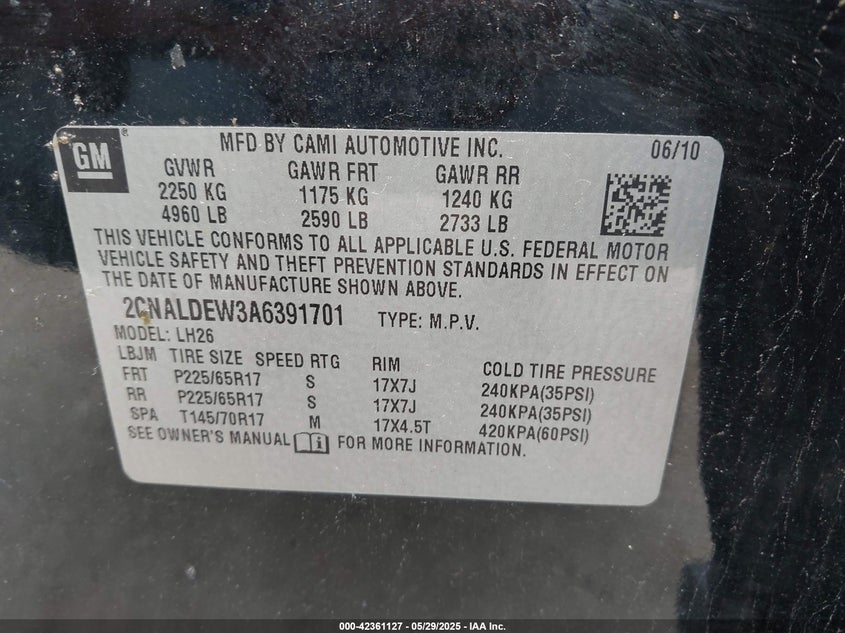 GM®
MFD BY CAMI AUTOMOTIVE INC. 06/10
GVWR GAWR FRT GAWR RR
2250 KG 1175 KG 1240 KG
4960 LB 2590 LB 2733 LB
THIS VEHICLE CONFORMS TO ALL APPLICABLE U.S. FEDERAL MOTOR
VEHICLE SAFETY AND THEFT PREVENTION STANDARDS IN EFFECT ON
THE DATE OF MANUFACTURE SHOWN ABOVE.
2CNALDEW3A6391701 TYPE: M.P.V.
MODEL: LH26
LBJM TIRE SIZE SPEED RTG RIM COLD TIRE PRESSURE
FRT P225/65R17 S 17X7J 240KPA(35PSI)
RR P225/65R17 S 17X7J 240KPA(35PSI)
SPA T145/70R17 M 17X4.5T 420KPA(60PSI)
SEE OWNER'S MANUAL FOR MORE INFORMATION.
000-42361127 - 05/29/2025 - IAA Inc.